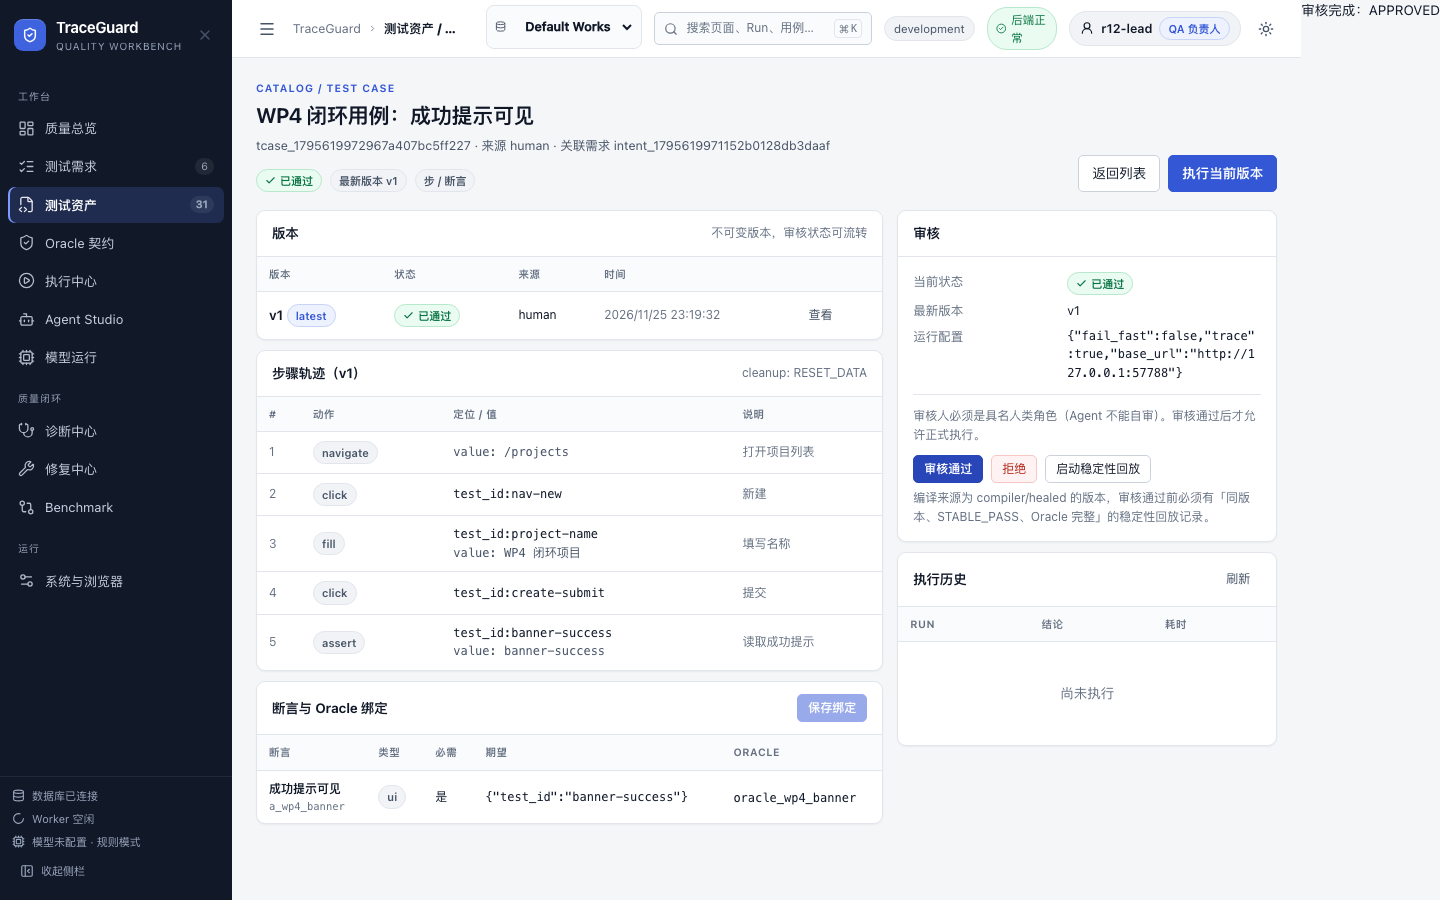 TraceGuard
QUALITY WORKBENCH
工作台
质量总览
测试需求 6
测试资产 31
Oracle 契约
执行中心
Agent Studio
模型运行
质量闭环
诊断中心
修复中心
Benchmark
运行
系统与浏览器
数据库已连接
Worker 空闲
模型未配置 · 规则模式
收起侧栏
TraceGuard
测试资产 / ...
Default Works
搜索页面、Run、用例...
⌘ K
development
后端正
常
r12-lead
QA 负责人
审核完成：APPROVED
CATALOG / TEST CASE
WP4 闭环用例：成功提示可见
tcase_1795619972967a407bc5ff227 · 来源 human · 关联需求 intent_1795619971152b0128db3daaf
已通过
最新版本 v1
步 / 断言
返回列表
执行当前版本
版本
不可变版本，审核状态可流转
版本 状态 来源 时间
v1 latest 已通过 human 2026/11/25 23:19:32 查看
步骤轨迹（v1）
cleanup: RESET_DATA
# 动作 定位 / 值 说明
1 navigate value: /projects 打开项目列表
2 click test_id:nav-new 新建
3 fill test_id:project-name 填写名称
value: WP4 闭环项目
4 click test_id:create-submit 提交
5 assert test_id:banner-success 读取成功提示
value: banner-success
断言与 Oracle 绑定
保存绑定
断言 类型 必需 期望 ORACLE
成功提示可见 ui 是 {"test_id":"banner-success"} oracle_wp4_banner
a_wp4_banner
审核
当前状态 已通过
最新版本 v1
运行配置 {"fail_fast":false,"trace"
:true,"base_url":"http://1
27.0.0.1:57788"}
审核人必须是具名人类角色（Agent 不能自审）。审核通过后才允
许正式执行。
审核通过
拒绝
启动稳定性回放
编译来源为 compiler/healed 的版本，审核通过前必须有「同版
本、STABLE_PASS、Oracle 完整」的稳定性回放记录。
执行历史
刷新
RUN 结论 耗时
尚未执行